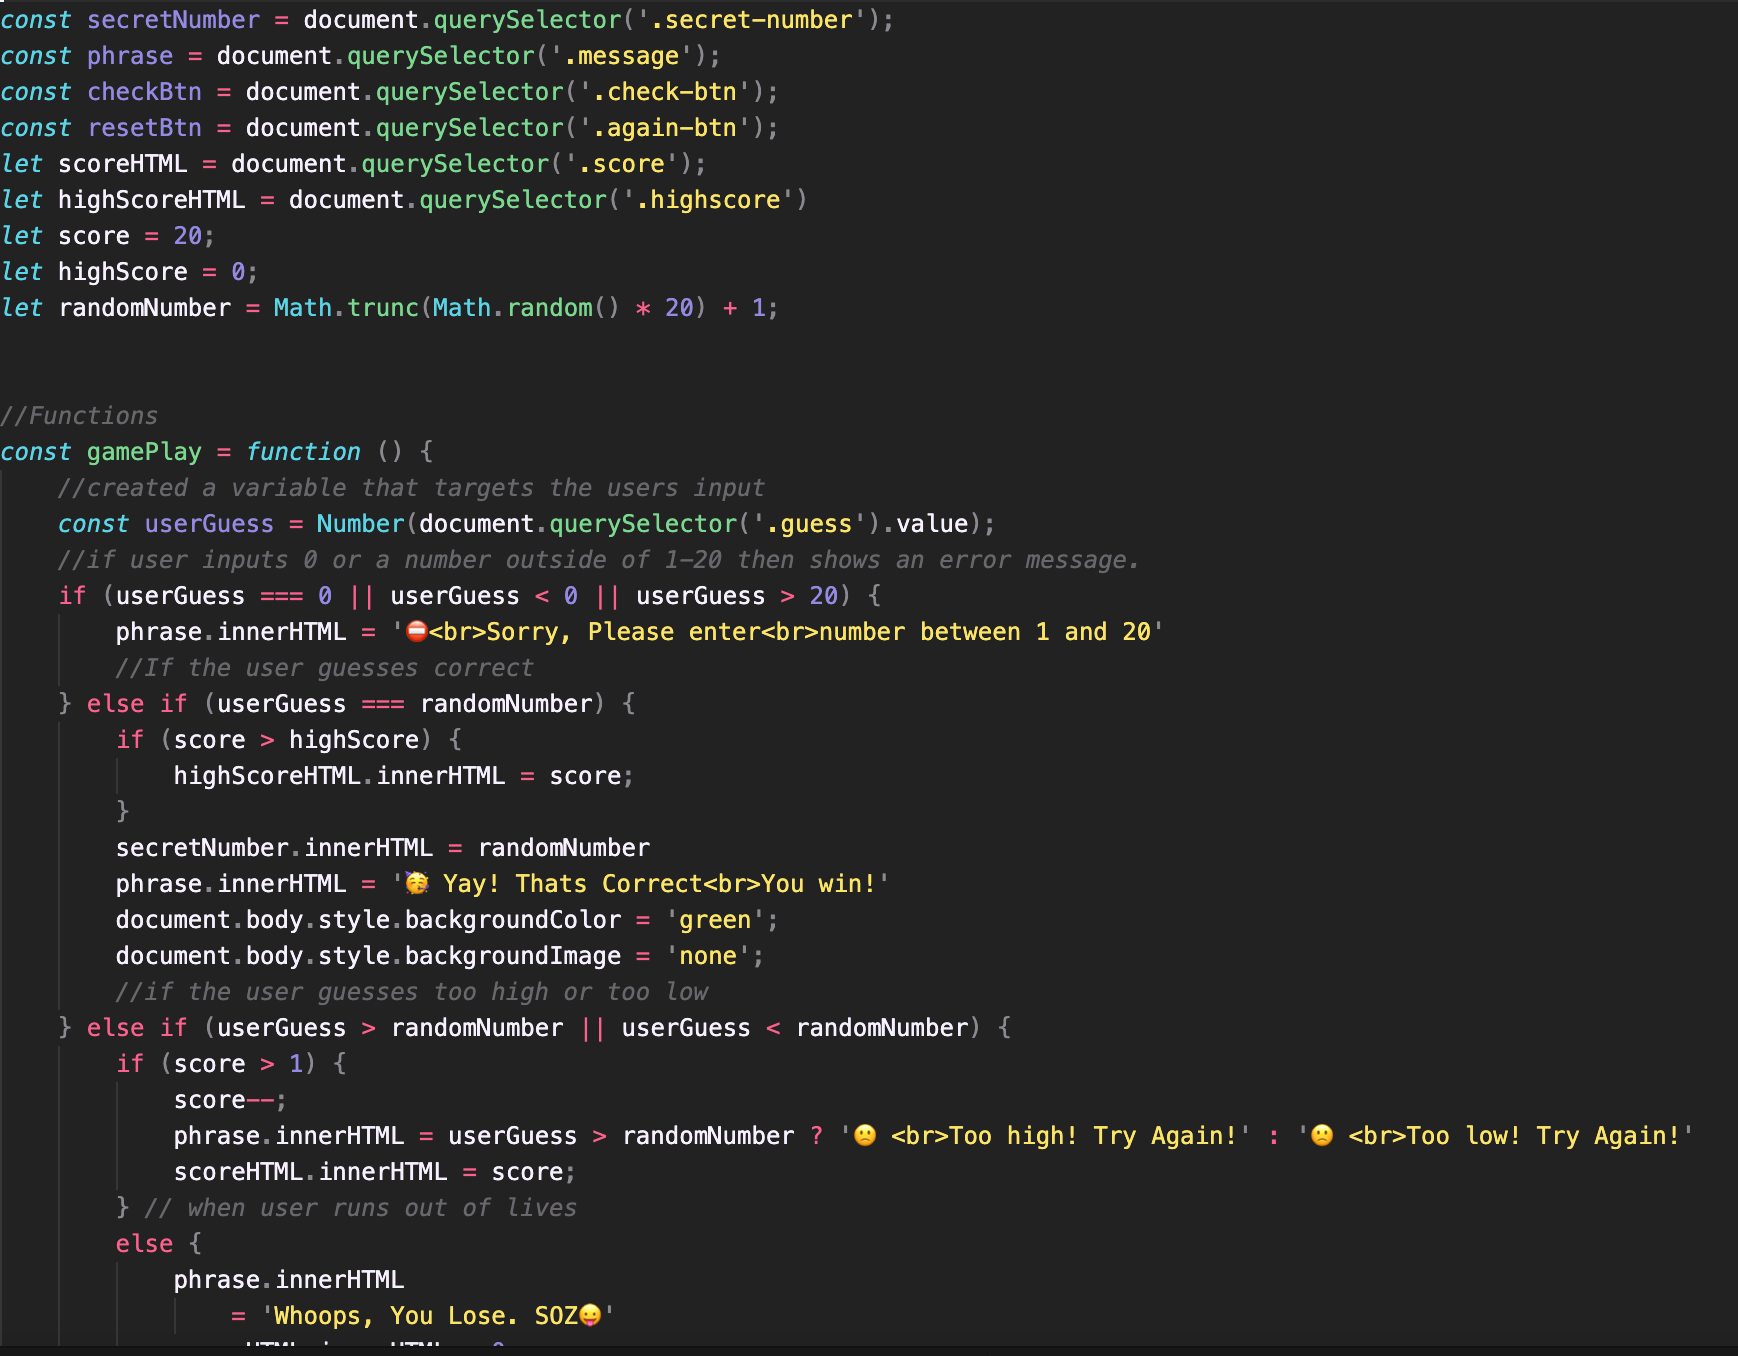 const secretNumber = document.querySelector('.secret-number');
const phrase = document.querySelector('.message');
const checkBtn = document.querySelector('.check-btn');
const resetBtn = document.querySelector('.again-btn');
let scoreHTML = document.querySelector('.score');
let highScoreHTML = document.querySelector('.highscore')
let score = 20;
let highScore = 0;
let randomNumber = Math.trunc(Math.random() * 20) + 1;
//Functions
const gamePlay = function () {
//created a variable that targets the users input
const userGuess = Number(document.querySelector('.guess').value);
//if user inputs 0 or a number outside of 1-20 then shows an error message.
if (userGuess === 0 || userGuess < 0 || userGuess > 20) {
phrase.innerHTML = '⛔<br>Sorry, Please enter<br>number between 1 and 20'
//If the user guesses correct
} else if (userGuess === randomNumber) {
if (score > highScore) {
highScoreHTML.innerHTML = score;
}
secretNumber.innerHTML = randomNumber
phrase.innerHTML = '🥳 Yay! Thats Correct<br>You win!'
document.body.style.backgroundColor = 'green';
document.body.style.backgroundImage = 'none';
//if the user guesses too high or too low
} else if (userGuess > randomNumber || userGuess < randomNumber) {
if (score > 1) {
score--;
phrase.innerHTML = userGuess > randomNumber ? '🙁 <br>Too high! Try Again!' : '🙁 <br>Too low! Try Again!'
scoreHTML.innerHTML = score;
} // when user runs out of lives
else {
phrase.innerHTML
= 'Whoops, You Lose. SOZ😛'